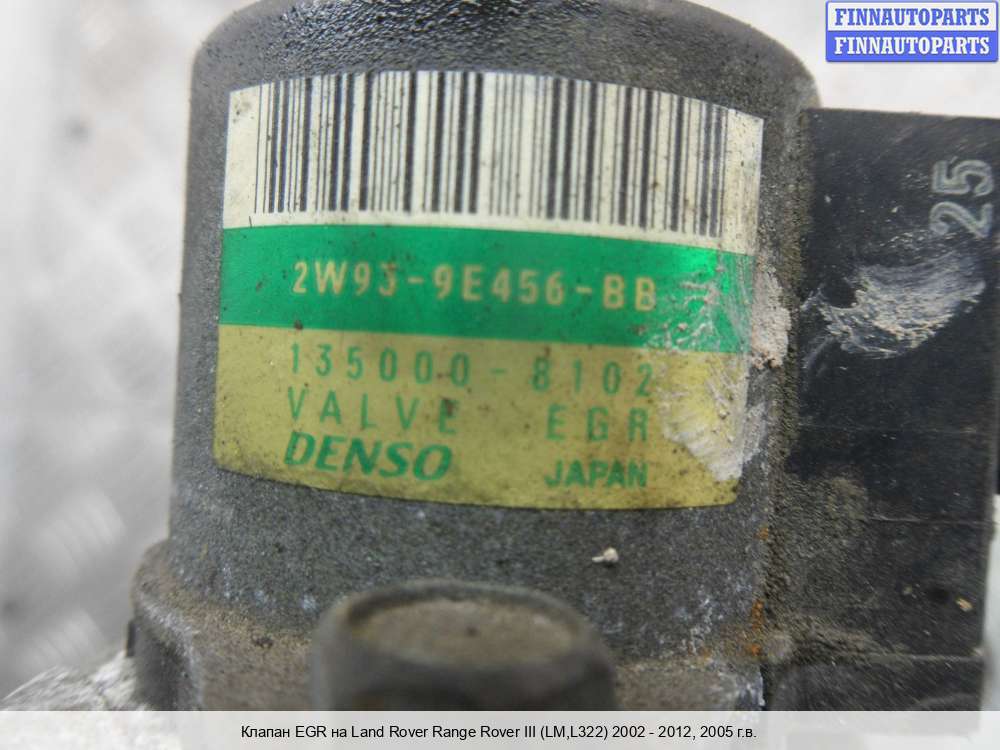 FINNAUTOPARTS
FINNAUTOPARTS
25
2W93-9E456-BB
135000-8102
VALVE EGR
DENSO JAPAN
Клапан EGR на Land Rover Range Rover III (LM,L322) 2002 - 2012, 2005 г.в.